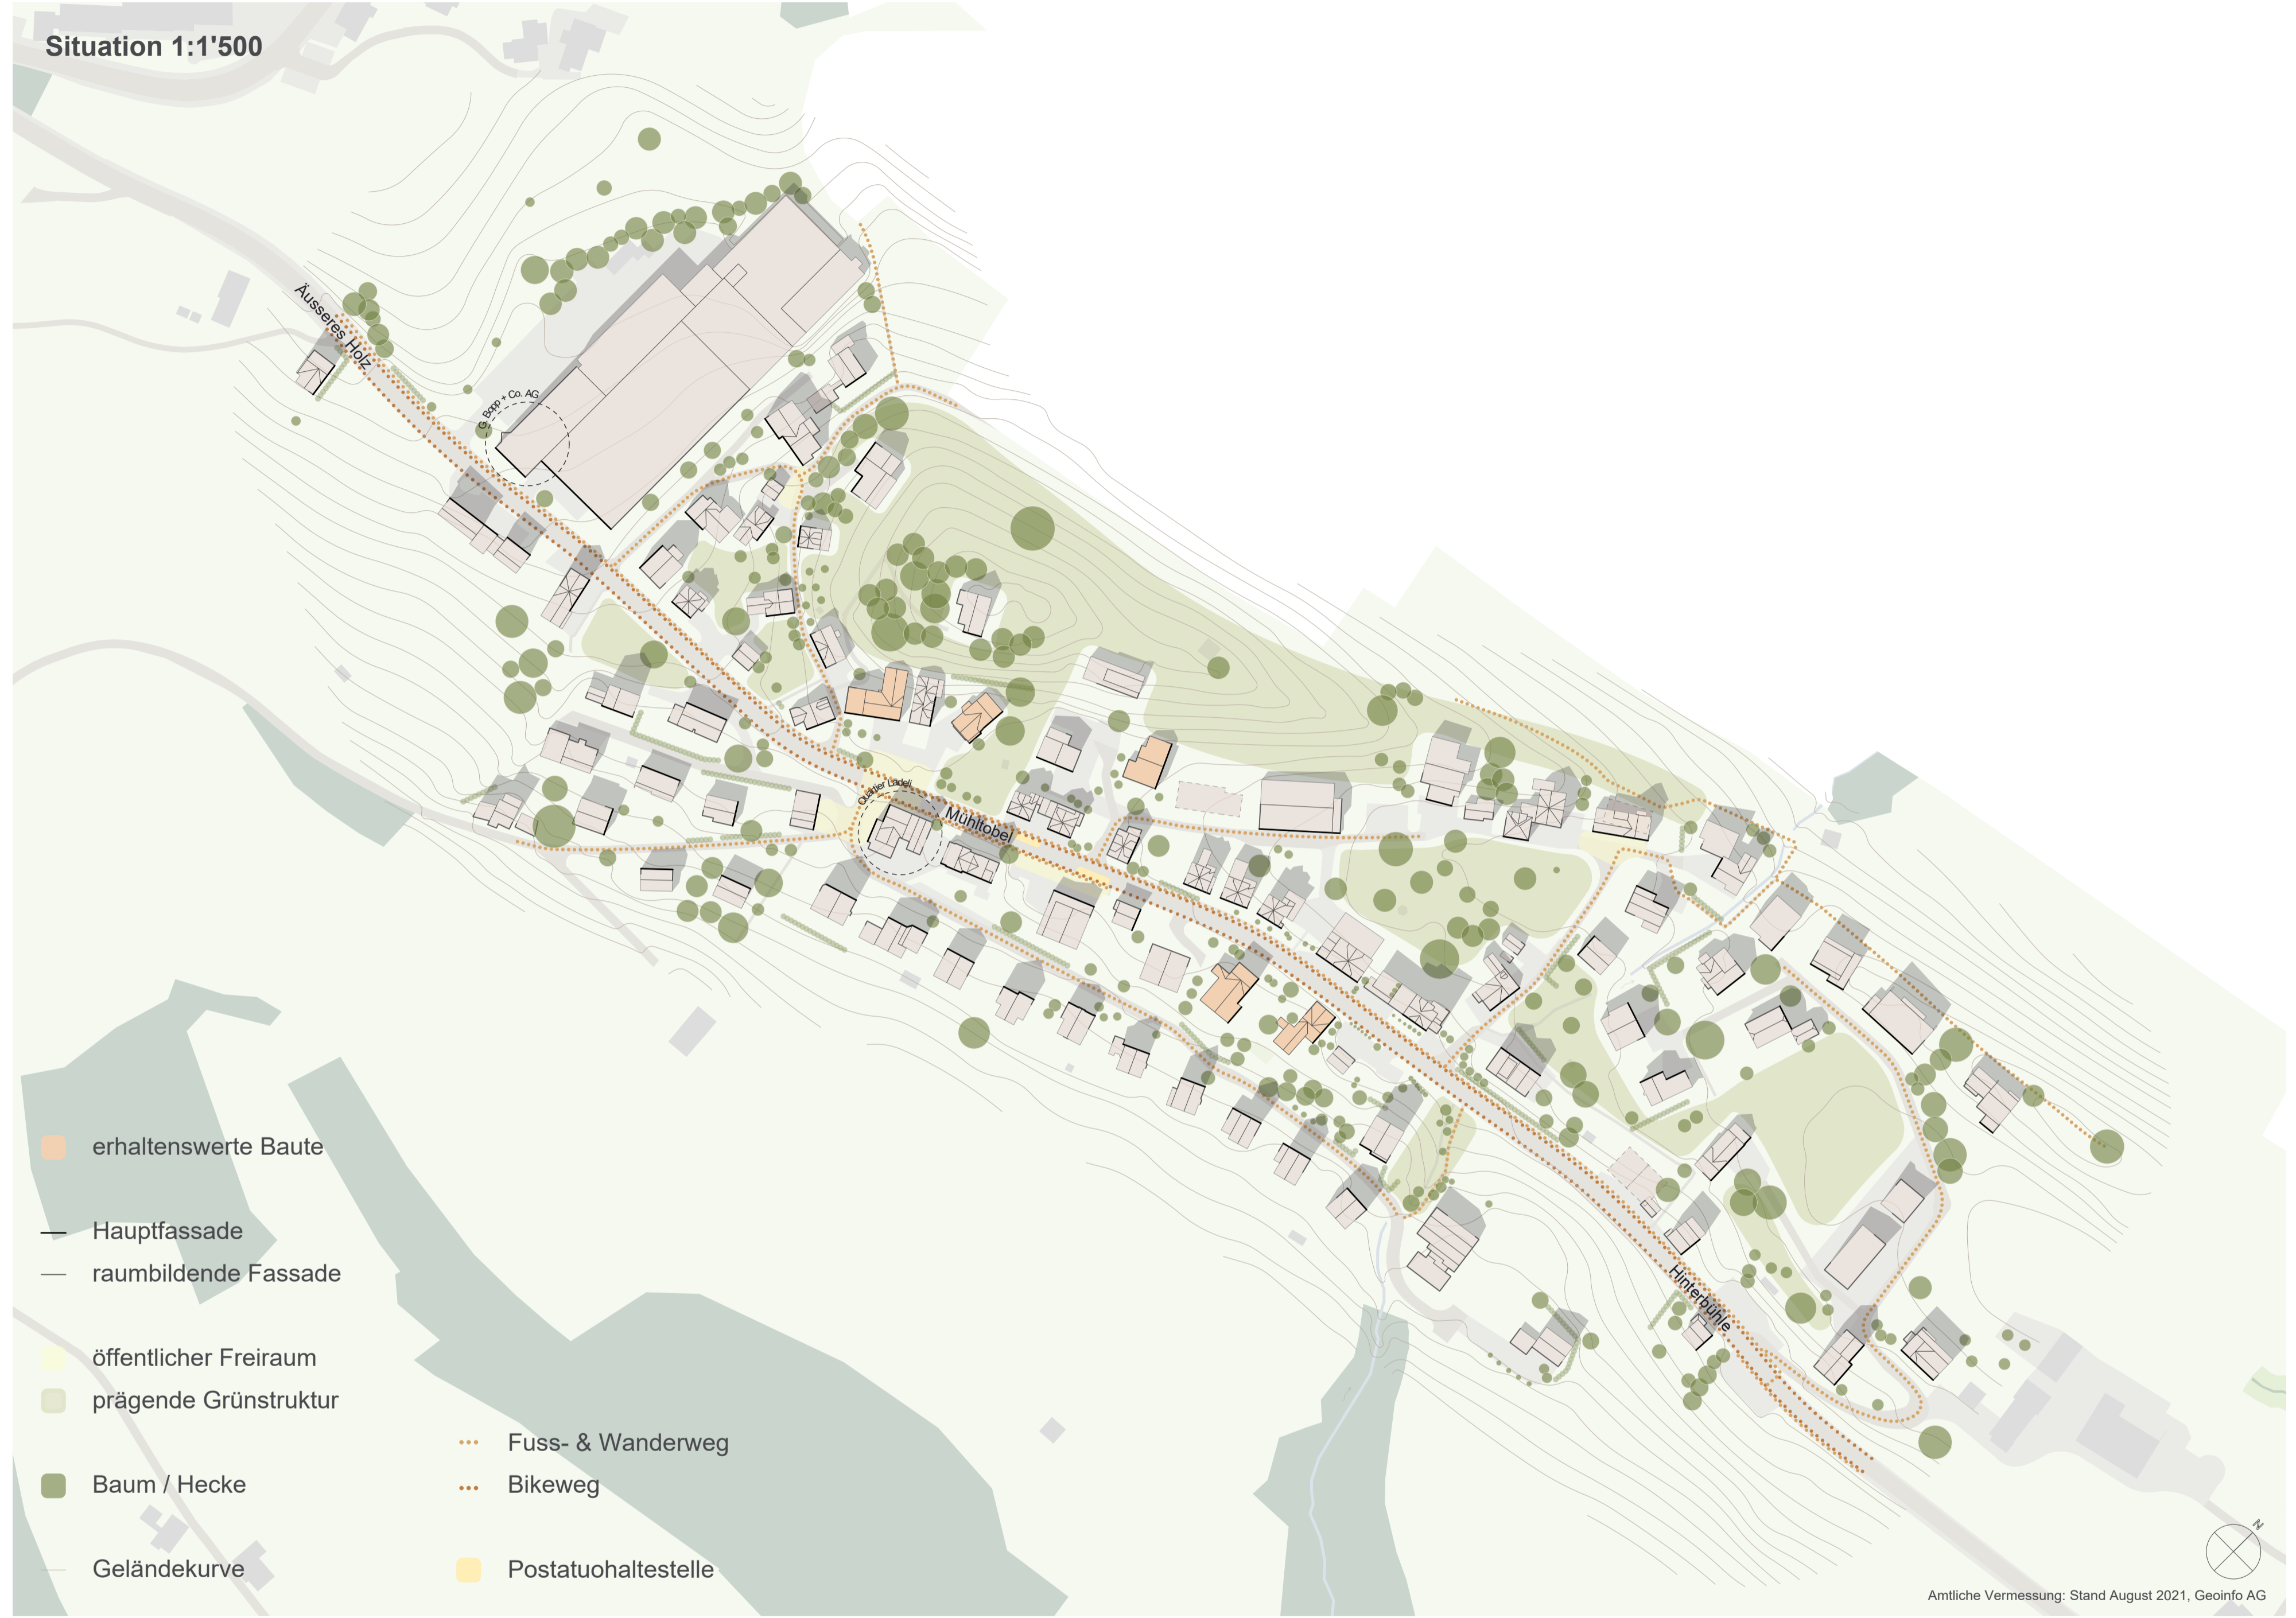 Situation 1:1'500
Äusseres Holz
G. Bopp + Co. AG
Quartier Lädeli
Mühltobel
Hinterbühle
erhaltenswerte Baute
Hauptfassade
raumbildende Fassade
öffentlicher Freiraum
prägende Grünstruktur
Baum / Hecke
Geländekurve
Fuss- & Wanderweg
Bikeweg
Postatuohaltestelle
N
Amtliche Vermessung: Stand August 2021, Geoinfo AG